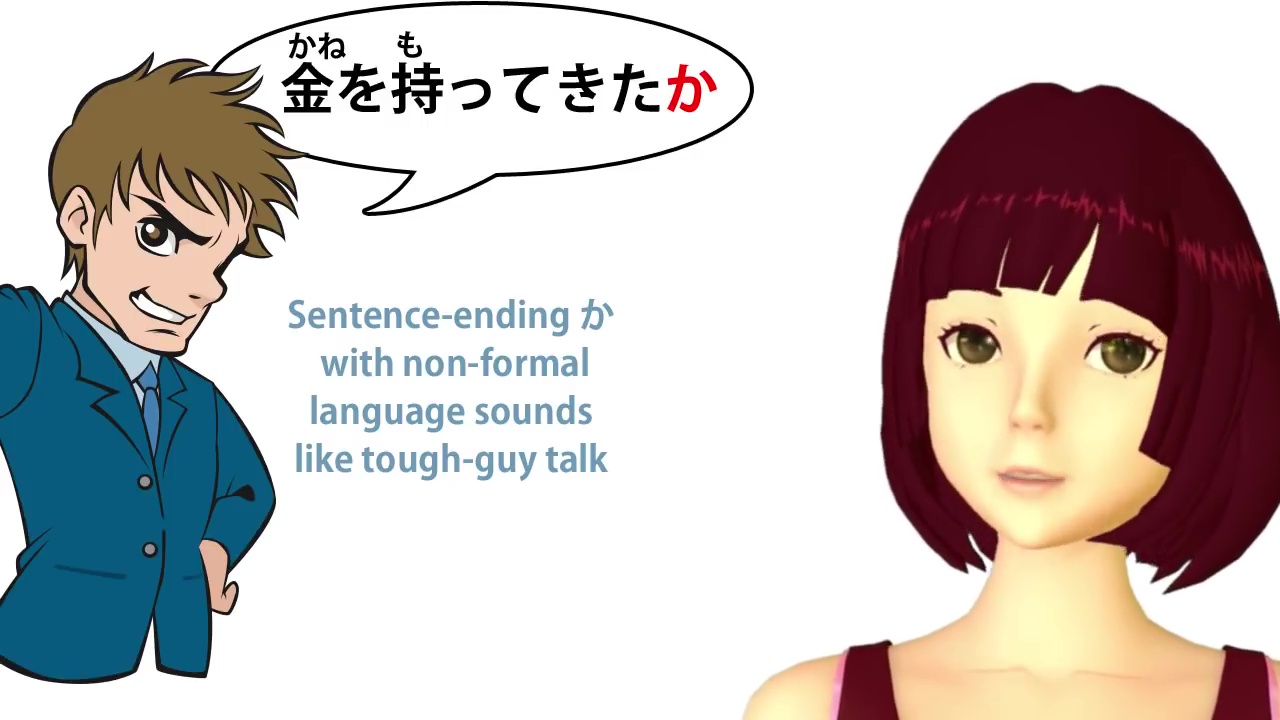 かね も
金を持ってきたか
Sentence-ending か
with non-formal
language sounds
like tough-guy talk